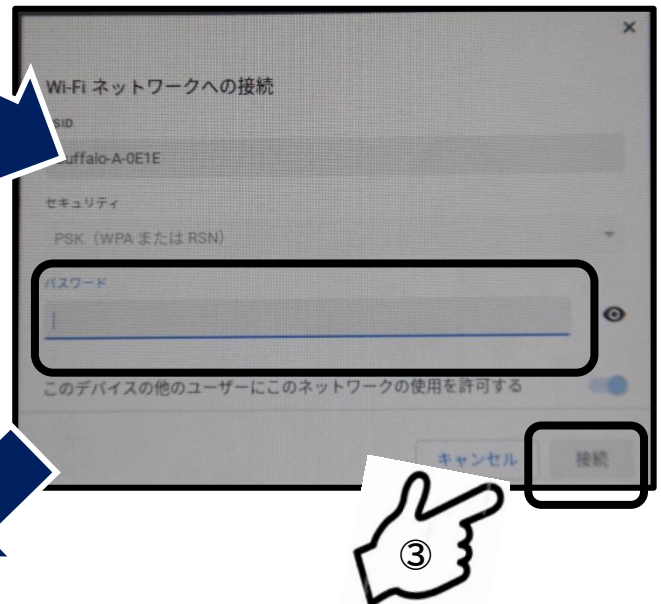 ×
Wi-Fi ネットワークへの接続
SID
uffalo-A-0E1E
セキュリティ
PSK（WPA または RSN）
パスワード
このデバイスの他のユーザーにこのネットワークの使用を許可する
キャンセル 接続
③